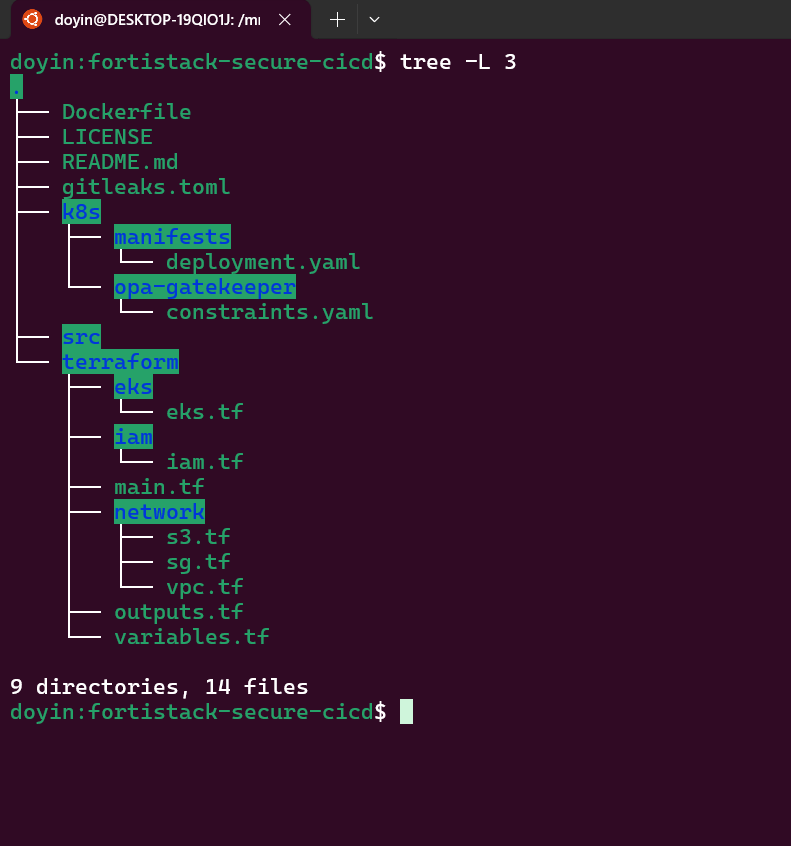 doyin@DESKTOP-19QIO1J: /mı
doyin:fortistack-secure-cicd$ tree -L 3
.
├── Dockerfile
├── LICENSE
├── README.md
├── gitleaks.toml
├── k8s
│   ├── manifests
│   │   └── deployment.yaml
│   └── opa-gatekeeper
│       └── constraints.yaml
├── src
└── terraform
    ├── eks
    │   └── eks.tf
    ├── iam
    │   └── iam.tf
    ├── main.tf
    ├── network
    │   ├── s3.tf
    │   ├── sg.tf
    │   └── vpc.tf
    ├── outputs.tf
    └── variables.tf
9 directories, 14 files
doyin:fortistack-secure-cicd$